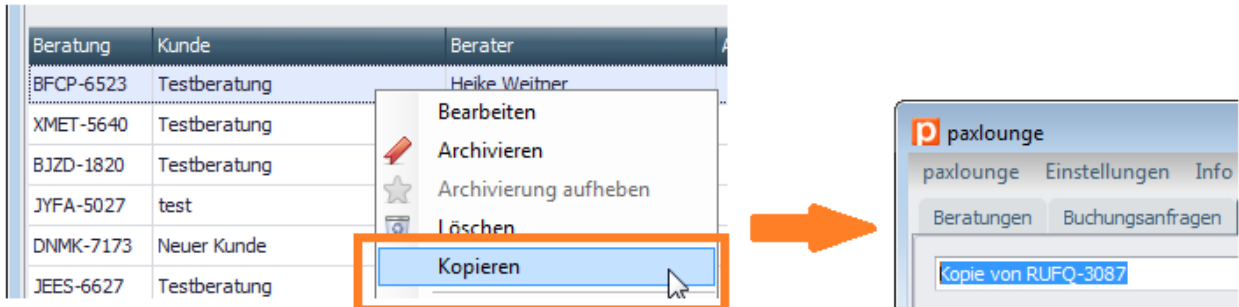 Beratung Kunde Berater
BFCP-6523 Testberatung Heike Weitner
XMET-5640 Testberatung
BJZD-1820 Testberatung
JYFA-5027 test
DNMK-7173 Neuer Kunde
JEES-6627 Testberatung
Bearbeiten
Archivieren
Archivierung aufheben
Löschen
Kopieren
paxlounge
paxlounge Einstellungen Info
Beratungen Buchungsanfragen
Kopie von RUFQ-3087